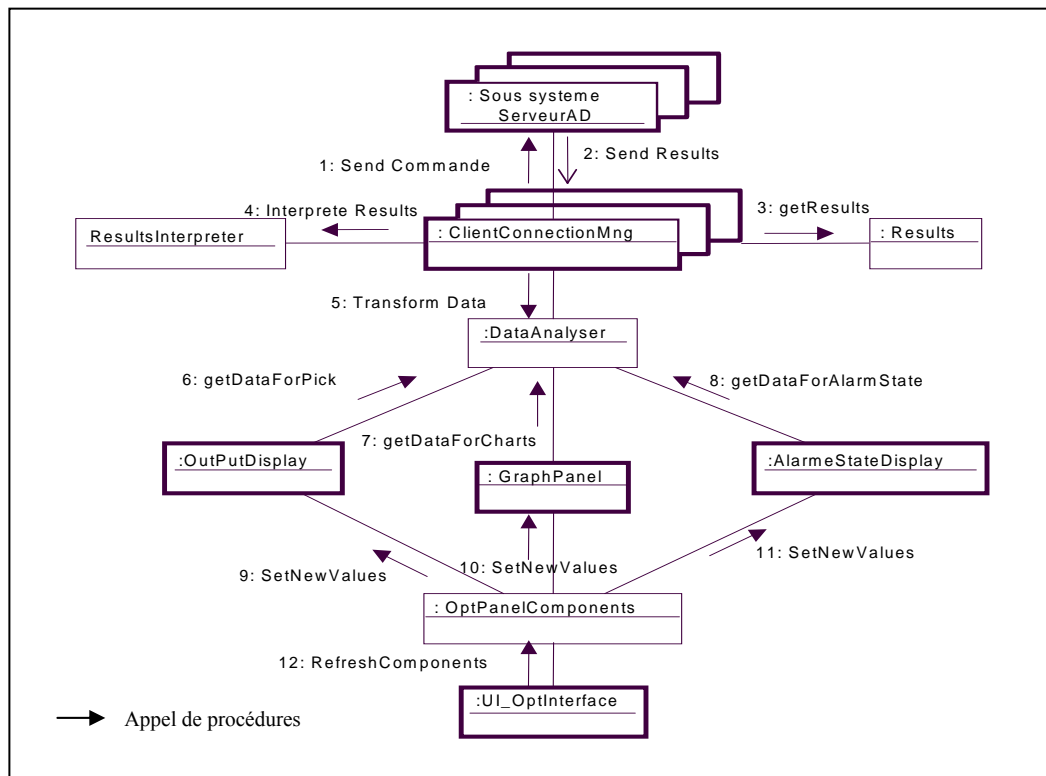 : Sous systeme
ServeurAD
1: Send Commande
2: Send Results
4: Interprete Results
3: getResults
ResultsInterpreter
: ClientConnectionMng
: Results
5: Transform Data
:DataAnalyser
6: getDataForPick
8: getDataForAlarmState
7: getDataForCharts
:OutPutDisplay
: GraphPanel
:AlarmeStateDisplay
9: SetNewValues
10: SetNewValues
11: SetNewValues
: OptPanelComponents
12: RefreshComponents
:UI_OptInterface
Appel de procédures